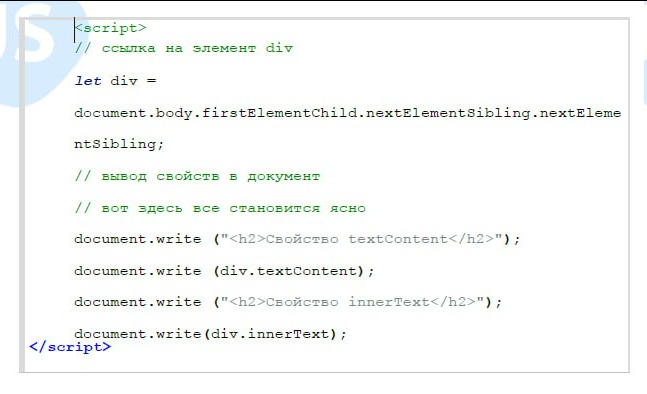 JS
<script>
// ссылка на элемент div
let div =
document.body.firstElementChild.nextElementSibling.nextEleme
ntSibling;
// вывод свойств в документ
// вот здесь все становится ясно
document.write ("<h2>Свойство textContent</h2>");
document.write (div.textContent);
document.write ("<h2>Свойство innerText</h2>");
document.write(div.innerText);
</script>